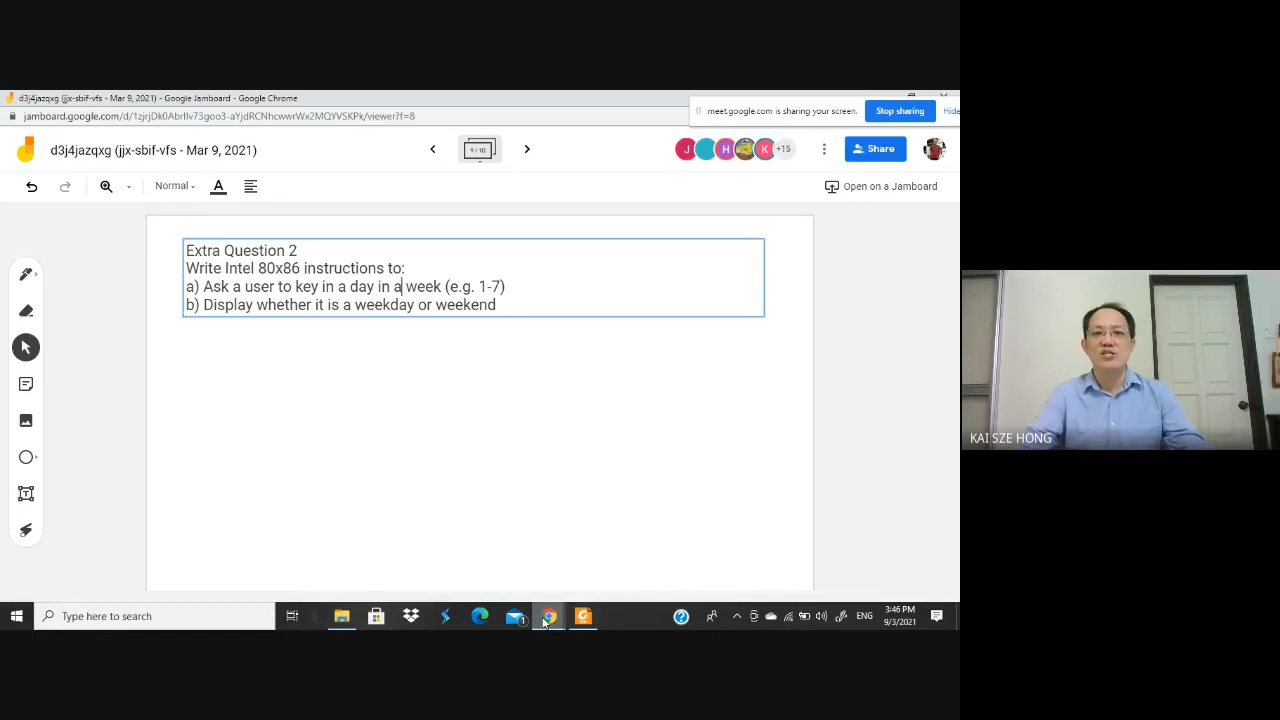 d3j4jazqxg (jjx-sbif-vfs - Mar 9, 2021) - Google Jamboard - Google Chrome
meet.google.com is sharing your screen.
Stop sharing
Hide
d3j4jazqxg (jjx-sbif-vfs - Mar 9, 2021)
9 / 10
J
H
K
+15
Share
Normal
A
Open on a Jamboard
Extra Question 2
Write Intel 80x86 instructions to:
a) Ask a user to key in a day in a week (e.g. 1-7)
b) Display whether it is a weekday or weekend
KAI SZE HONG
Type here to search
1
ENG
3:46 PM
9/3/2021